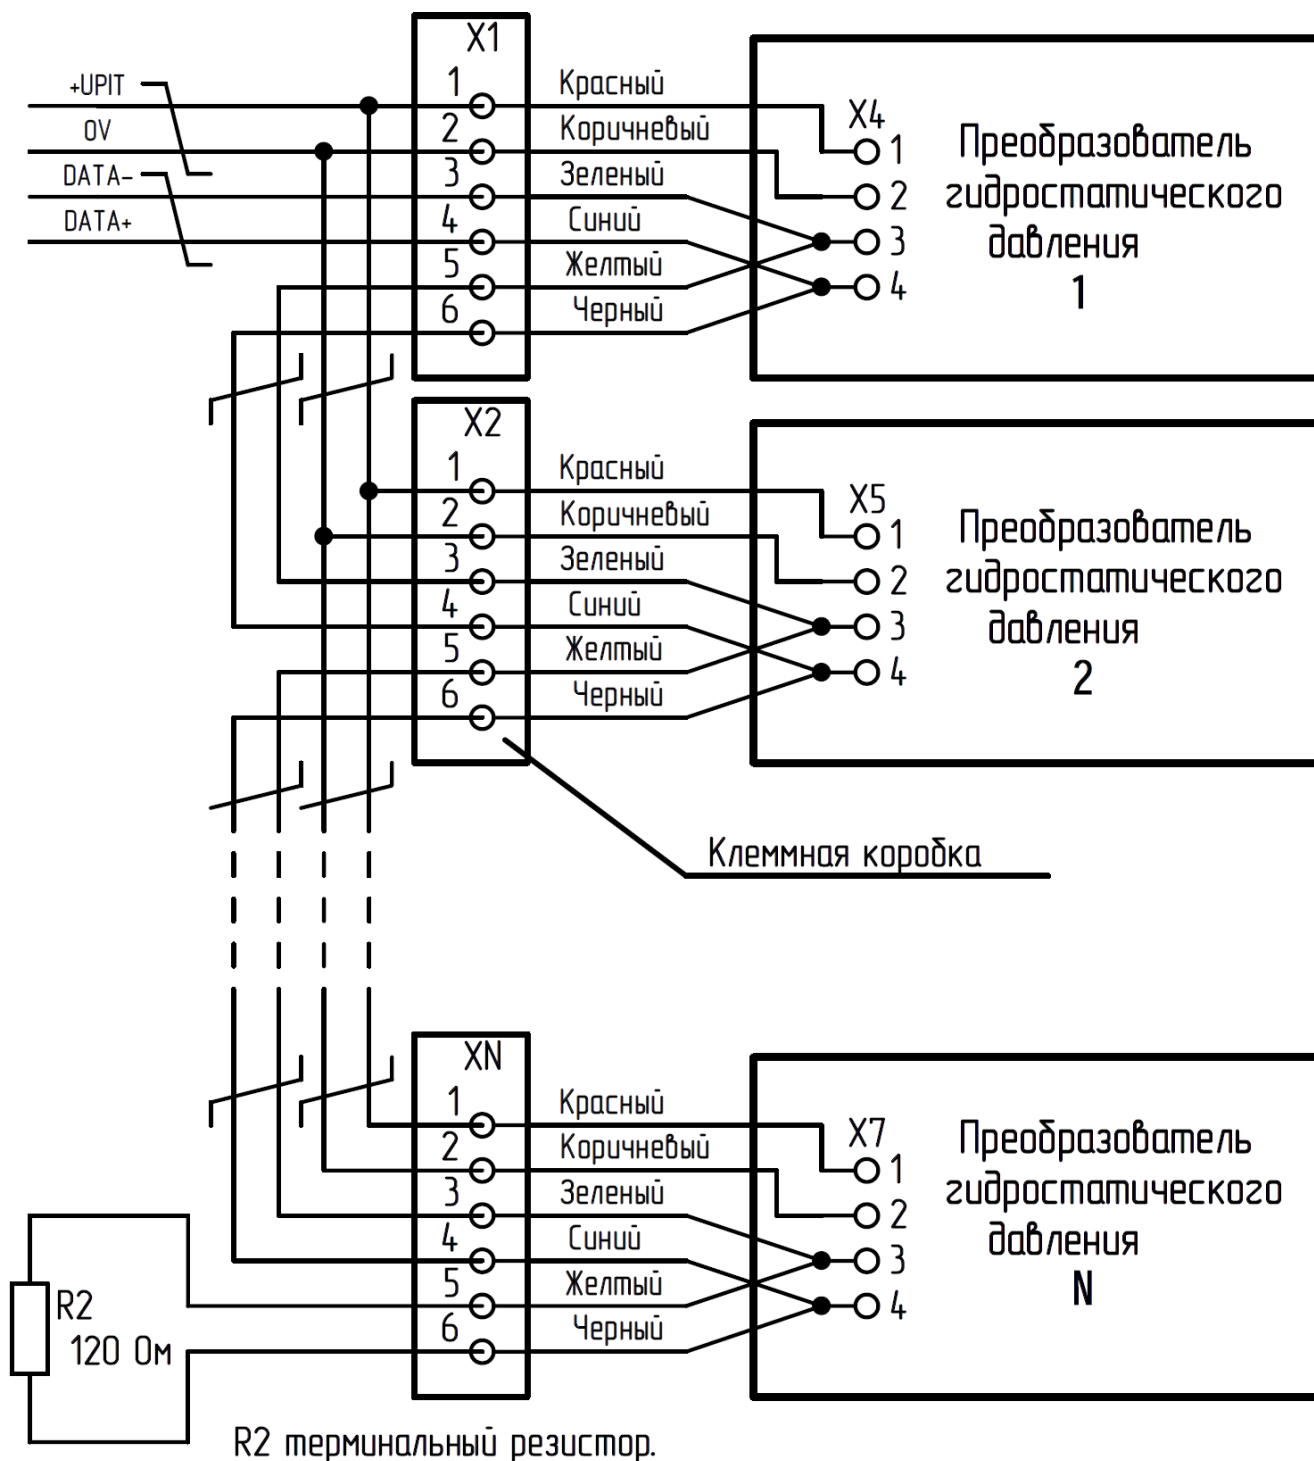 +UPIT
0V
DATA-
DATA+
X1
1
2
3
4
5
6
Красный
Коричневый
Зеленый
Синий
Желтый
Черный
X4
1
2
3
4
Преобразователь
гидростатического
давления
1
X2
1
2
3
4
5
6
Красный
Коричневый
Зеленый
Синий
Желтый
Черный
X5
1
2
3
4
Преобразователь
гидростатического
давления
2
Клеммная коробка
XN
1
2
3
4
5
6
Красный
Коричневый
Зеленый
Синий
Желтый
Черный
X7
1
2
3
4
Преобразователь
гидростатического
давления
N
R2
120 Ом
R2 терминальный резистор.